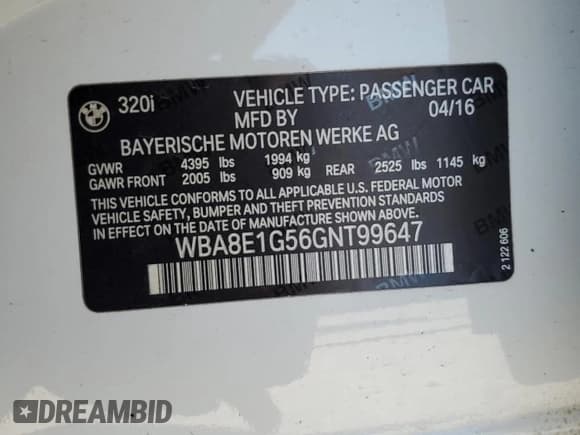 BMW
320i VEHICLE TYPE: PASSENGER CAR
MFD BY 04/16
BAYERISCHE MOTOREN WERKE AG
GVWR 4395 lbs 1994 kg
GAWR FRONT 2005 lbs 909 kg REAR 2525 lbs 1145 kg
THIS VEHICLE CONFORMS TO ALL APPLICABLE U.S. FEDERAL MOTOR
VEHICLE SAFETY, BUMPER AND THEFT PREVENTION STANDARDS IN
EFFECT ON THE DATE OF MANUFACTURE SHOWN ABOVE.
WBA8E1G56GNT99647
2 122 606
DREAMBID